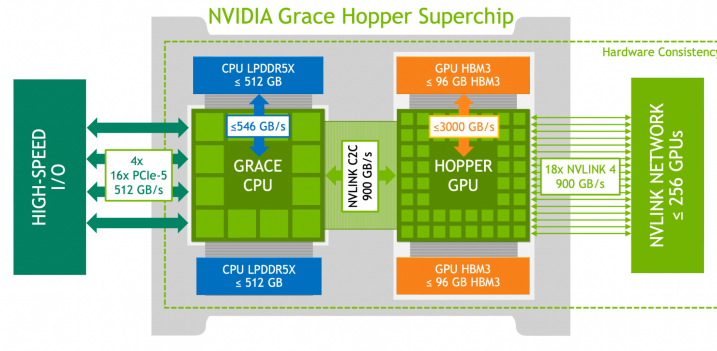 NVIDIA Grace Hopper Superchip
Hardware Consistency
CPU LPDDR5X
≤ 512 GB
GPU HBM3
≤ 96 GB HBM3
HIGH-SPEED
I/O
4x
16x PCIe-5
512 GB/s
≤546 GB/s
GRACE
CPU
NVLINK C2C
900 GB/s
≤3000 GB/s
HOPPER
GPU
18x NVLINK 4
900 GB/s
NVLINK NETWORK
≤ 256 GPUs
CPU LPDDR5X
≤ 512 GB
GPU HBM3
≤ 96 GB HBM3